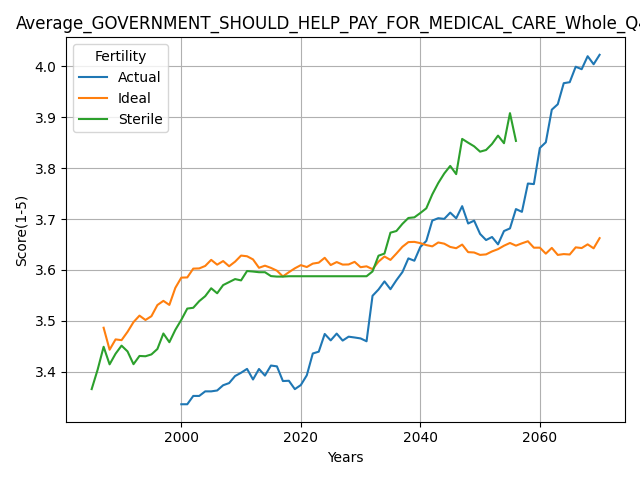 Average_GOVERNMENT_SHOULD_HELP_PAY_FOR_MEDICAL_CARE_Whole_Q4
Fertility
Actual
Ideal
Sterile
4.0
3.9
3.8
3.7
3.6
3.5
3.4
Score(1-5)
2000 2020 2040 2060
Years